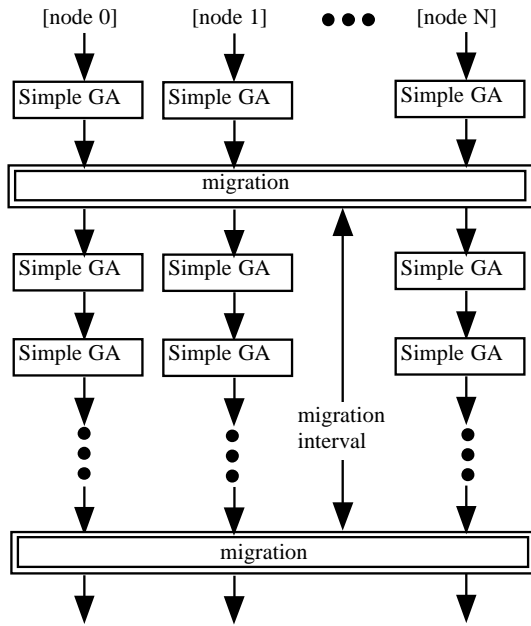 [node 0] [node 1] [node N]
Simple GA Simple GA Simple GA
migration
Simple GA Simple GA Simple GA
Simple GA Simple GA Simple GA
migration
interval
migration